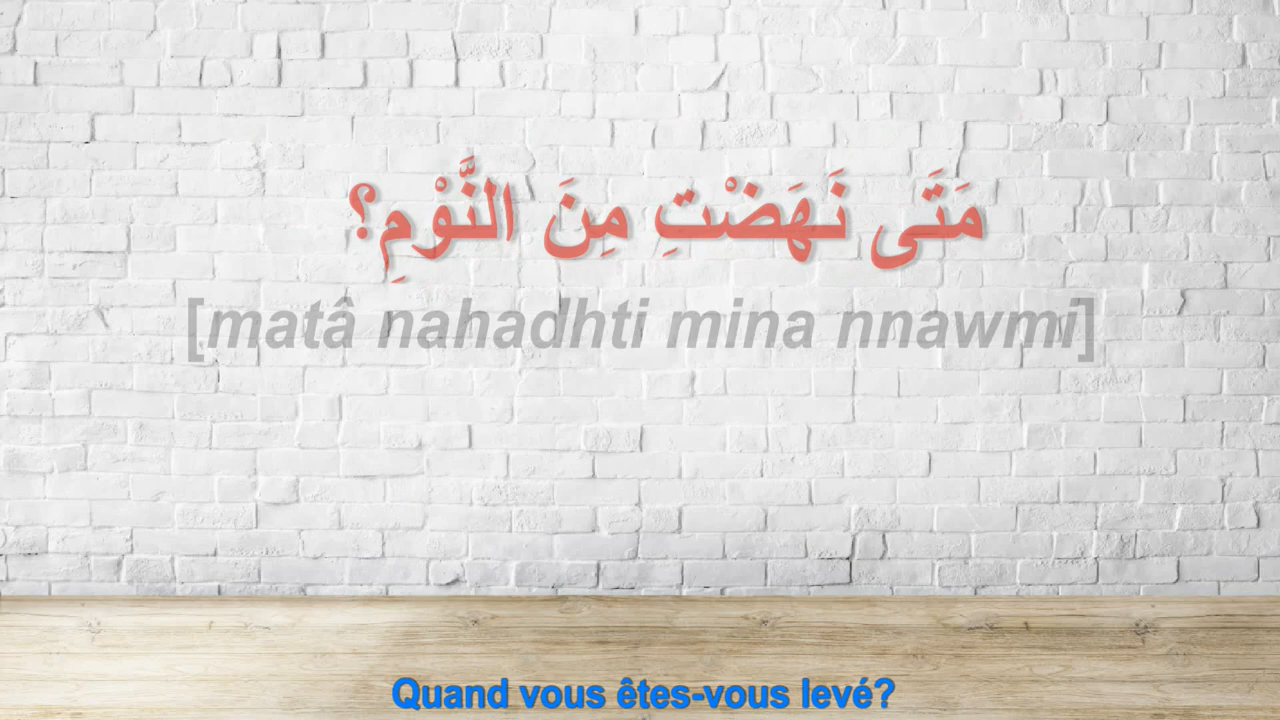 مَتَى نَهَضْتِ مِنَ النَّوْمِ؟
[matâ nahadhti mina nnawmi]
Quand vous êtes-vous levé?